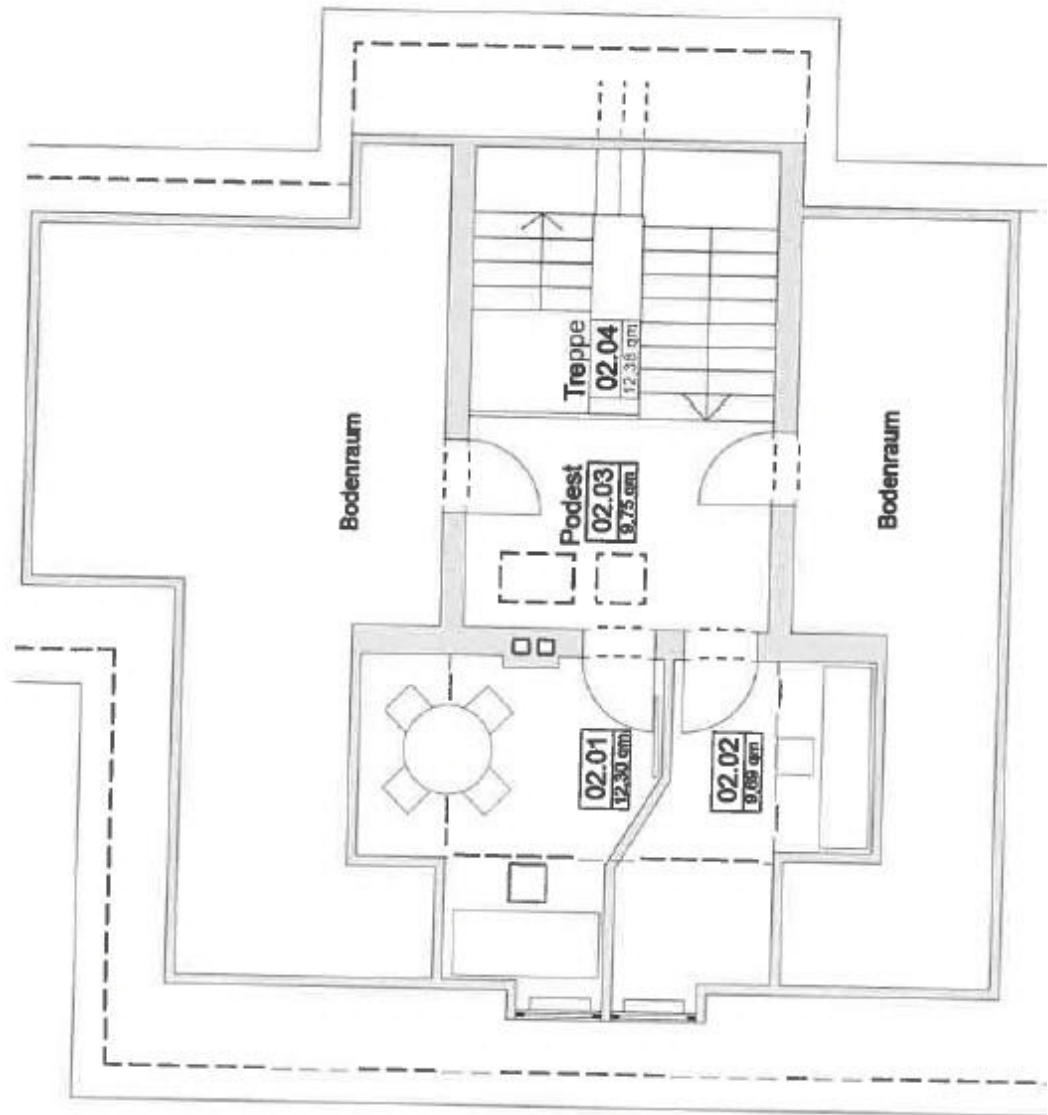 Treppe
02.04
12,38 qm
Bodenraum
Podest
02.03
9,75 qm
Bodenraum
02.01
12,30 qm
02.02
9,69 qm